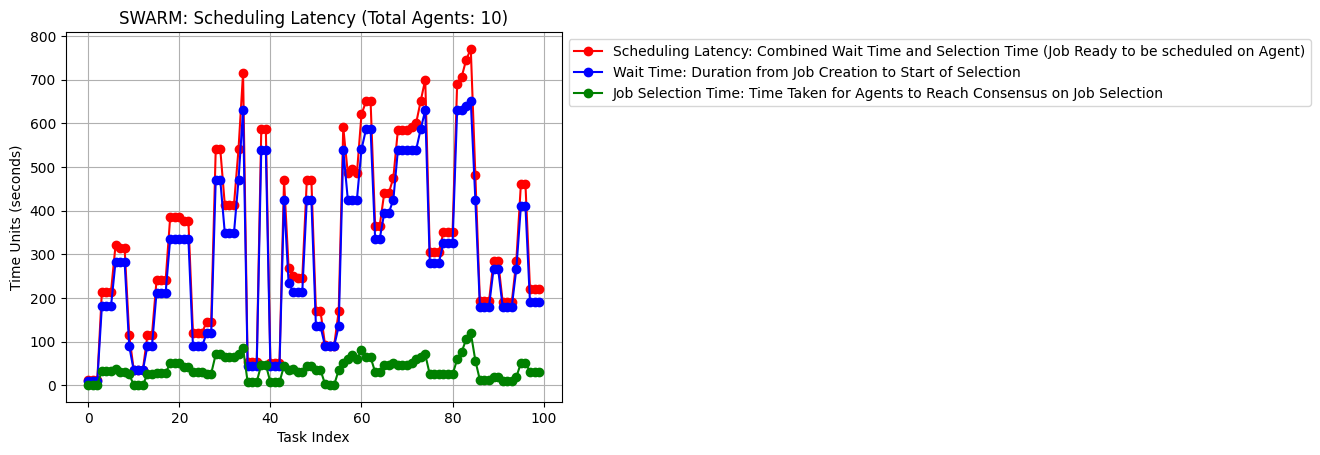 SWARM: Scheduling Latency (Total Agents: 10)
Scheduling Latency: Combined Wait Time and Selection Time (Job Ready to be scheduled on Agent)
Wait Time: Duration from Job Creation to Start of Selection
Job Selection Time: Time Taken for Agents to Reach Consensus on Job Selection
Time Units (seconds)
800
700
600
500
400
300
200
100
0
0 20 40 60 80 100
Task Index